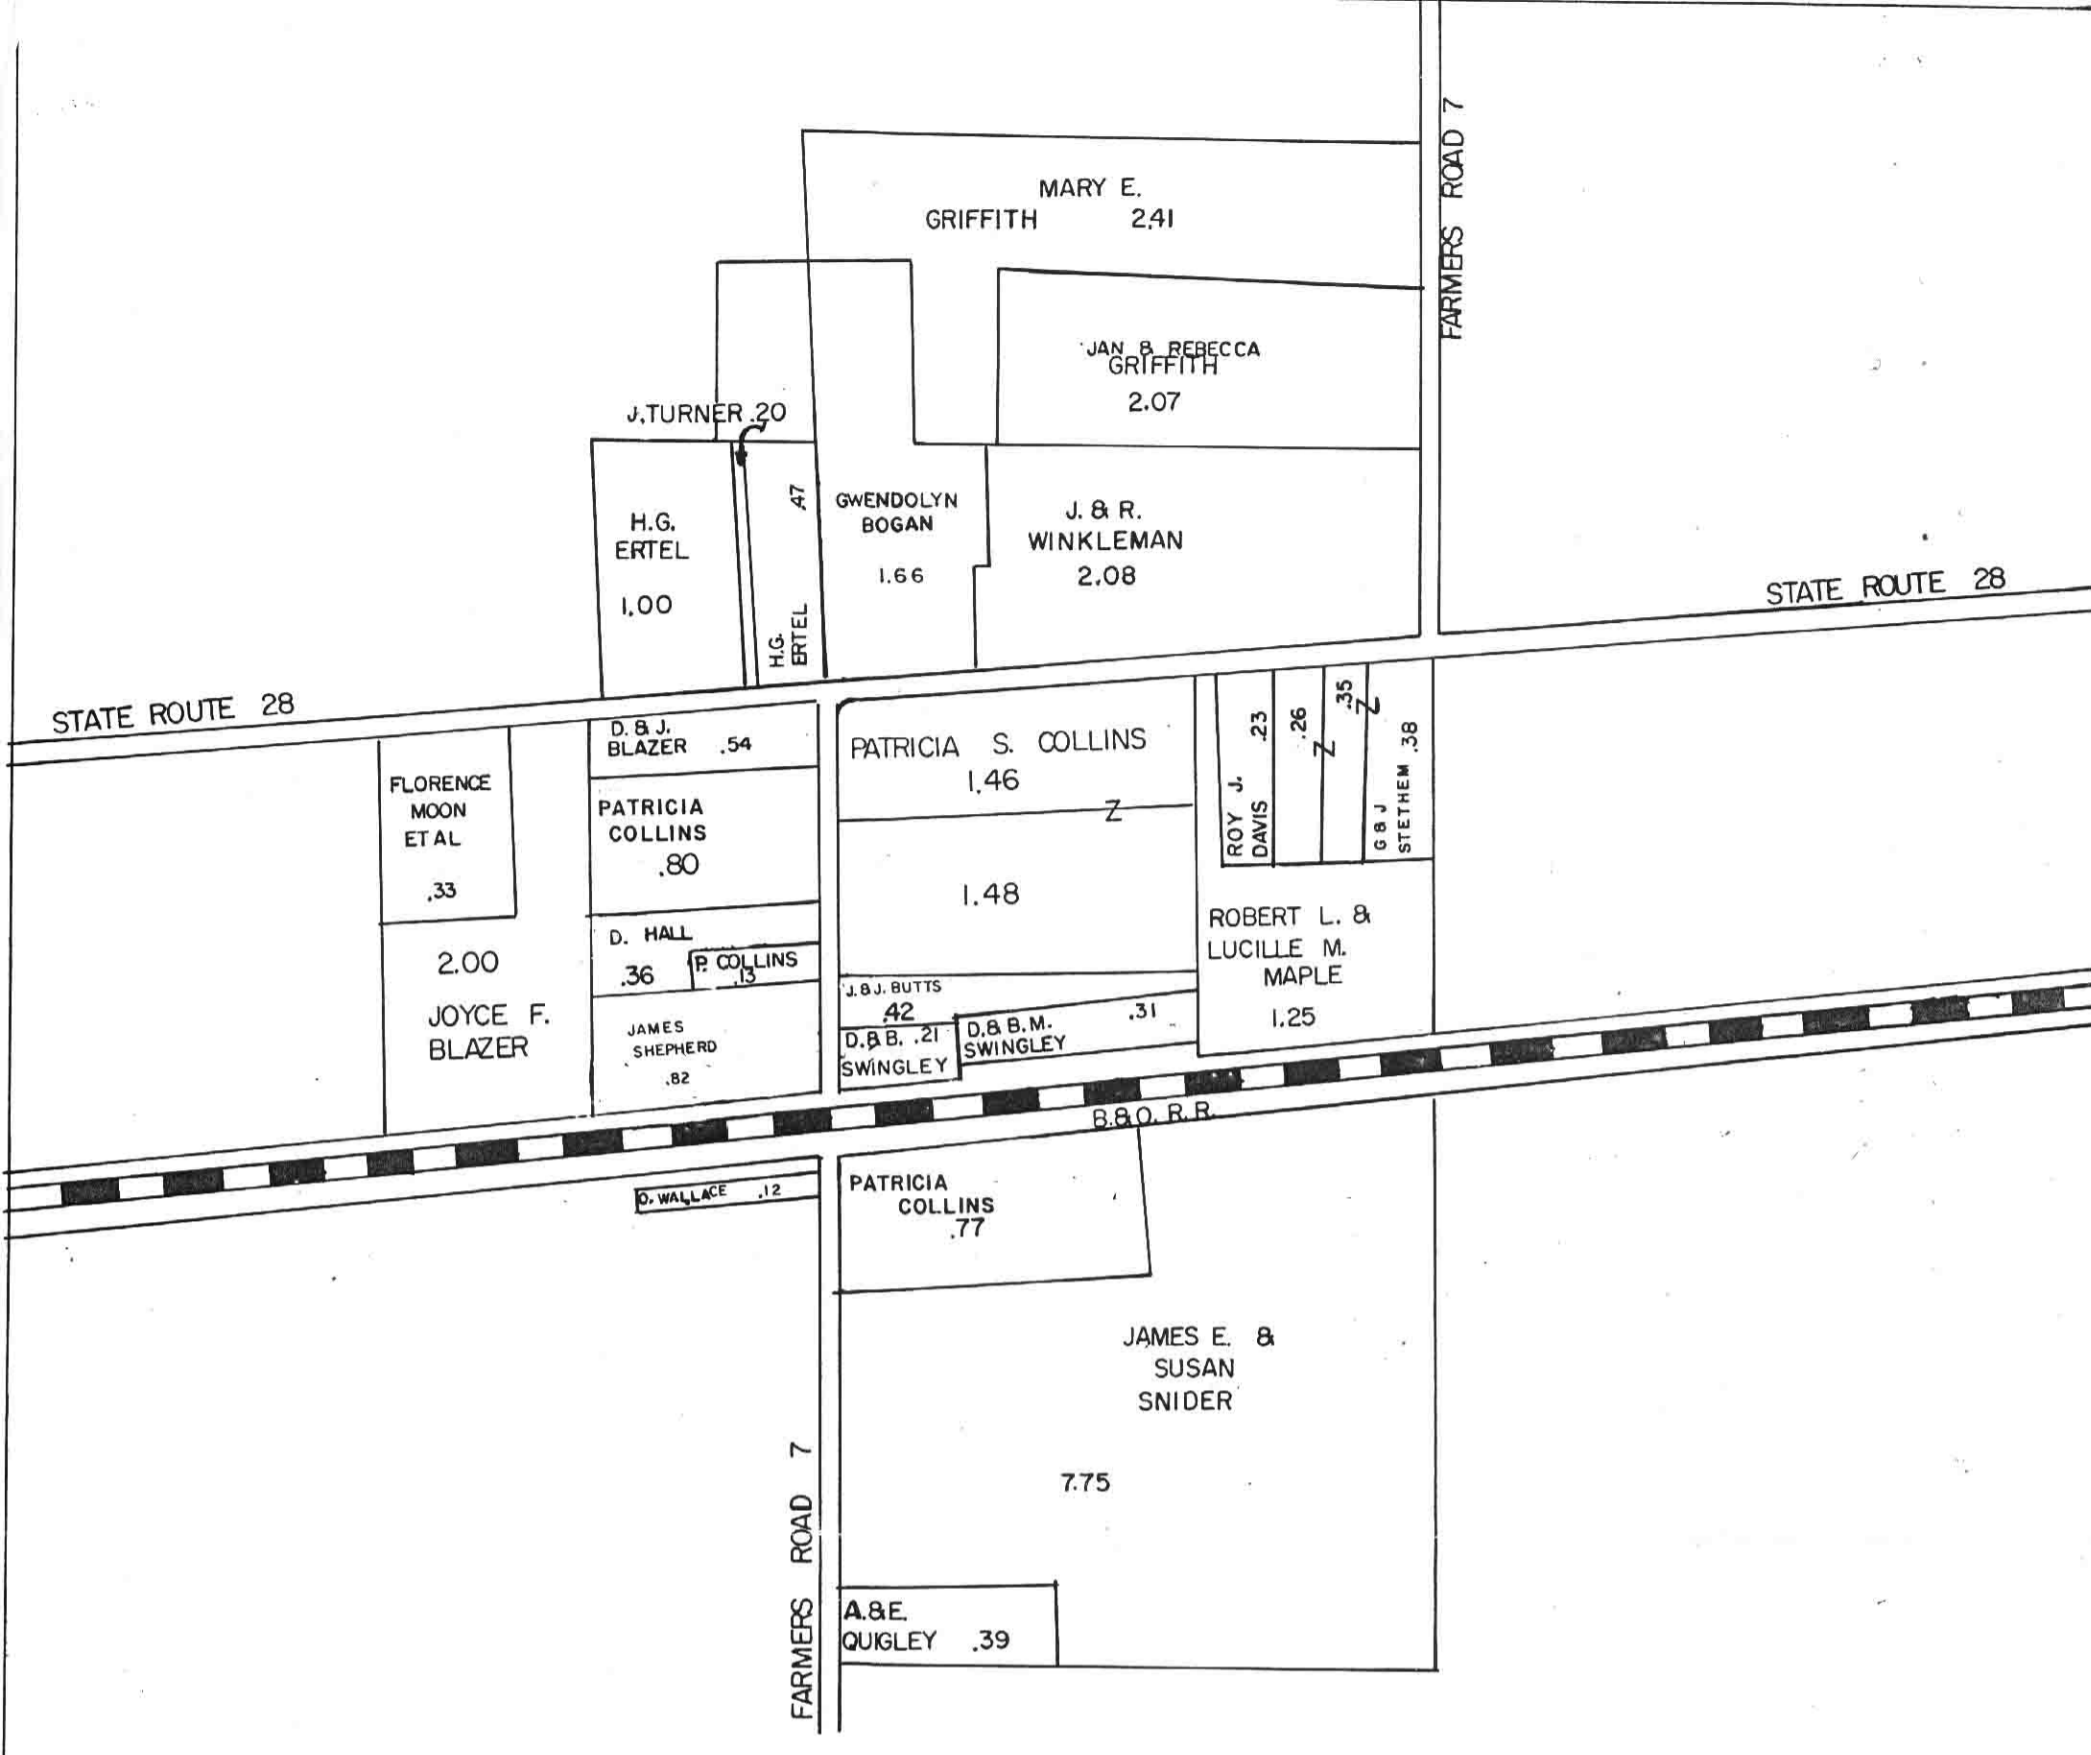 FARMERS ROAD 7
MARY E.
GRIFFITH 2.41
JAN & REBECCA
GRIFFITH
2.07
J. TURNER .20
H.G.
ERTEL
1.00
.47
H.G.
ERTEL
GWENDOLYN
BOGAN
1.66
J. & R.
WINKLEMAN
2.08
STATE ROUTE 28
STATE ROUTE 28
FLORENCE
MOON
ET AL
.33
2.00
JOYCE F.
BLAZER
D. & J.
BLAZER .54
PATRICIA
COLLINS
.80
D. HALL
.36
P. COLLINS
.13
JAMES
SHEPHERD
.82
PATRICIA S. COLLINS
1.46
Z
1.48
J. & J. BUTTS
.42
D. & B. .21
SWINGLEY
D. & B. M. .31
SWINGLEY
ROY J.
DAVIS .23
.26
Z
.35
Z
G & J
STETHEM .38
ROBERT L. &
LUCILLE M.
MAPLE
1.25
B. & O. R. R.
O. WALLACE .12
PATRICIA
COLLINS
.77
JAMES E. &
SUSAN
SNIDER
7.75
FARMERS ROAD 7
A. & E.
QUIGLEY .39